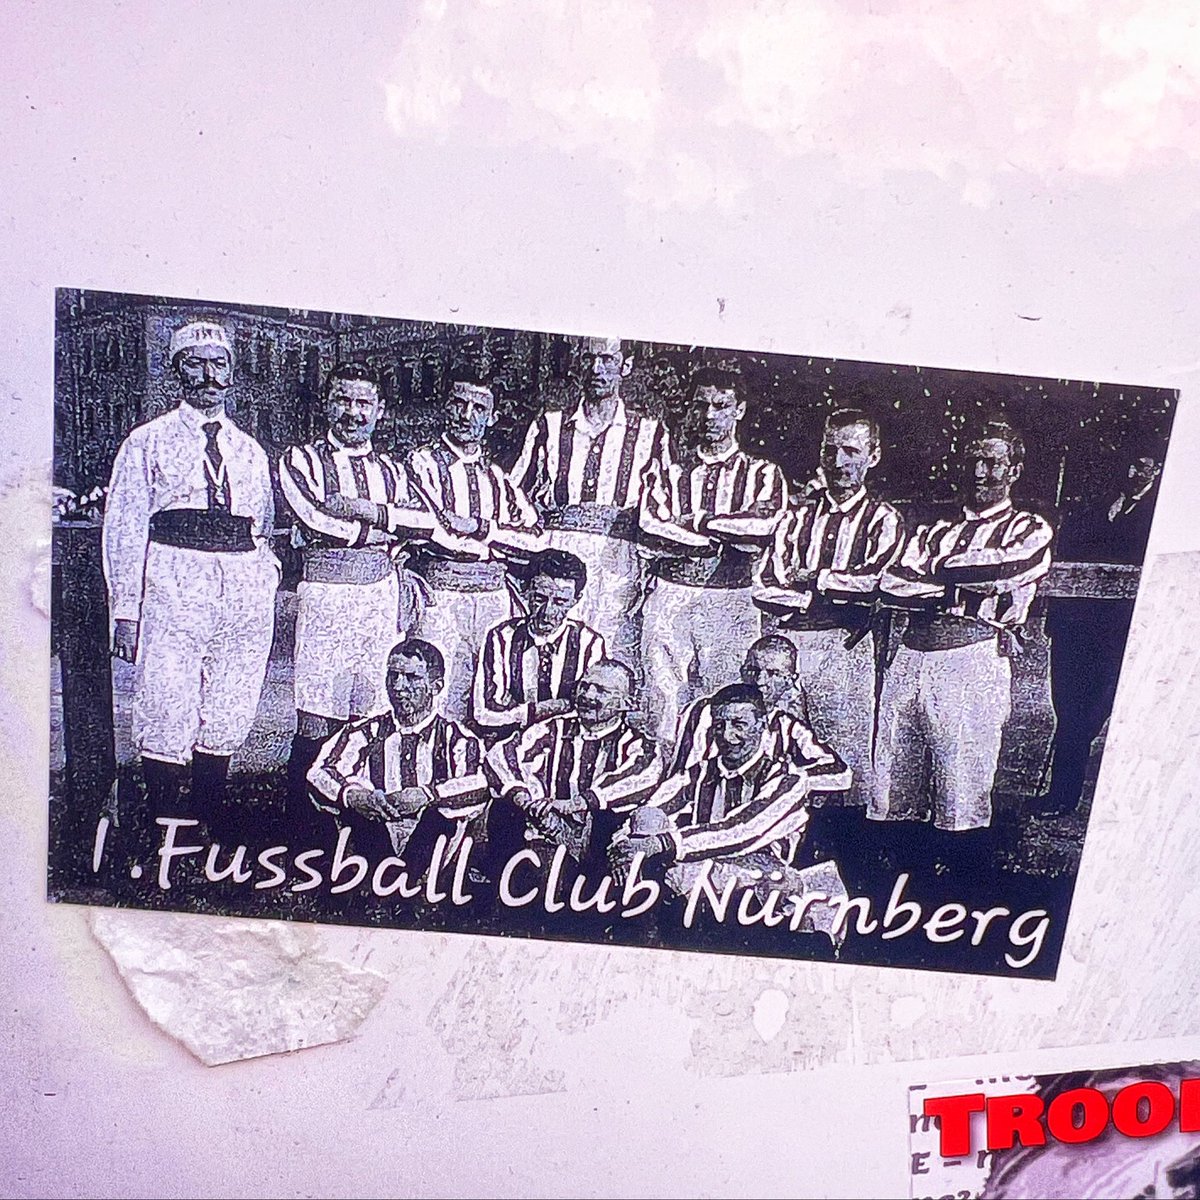 1. Fussball Club Nürnberg
TROO
E - n